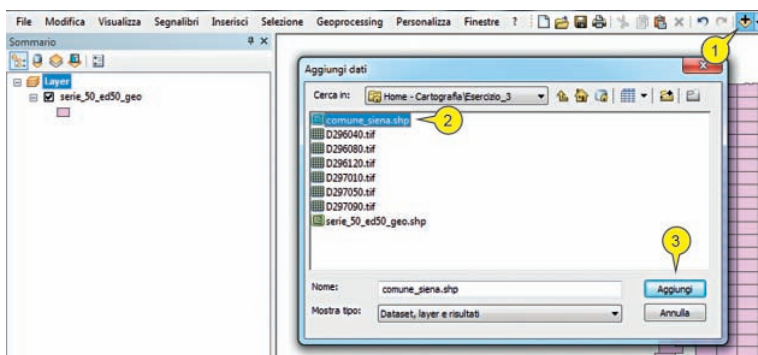 File Modifica Visualizza Segnalibri Inserisci Selezione Geoprocessing Personalizza Finestre ?
1
Sommario
Layer
serie_50_ed50_geo
Aggiungi dati
Cerca in: Home - Cartografia\Esercizio_3
comune_siena.shp
2
D296040.tif
D296080.tif
D296120.tif
D297010.tif
D297050.tif
D297090.tif
serie_50_ed50_geo.shp
3
Nome: comune_siena.shp Aggiungi
Mostra tipo: Dataset, layer e risultati Annulla